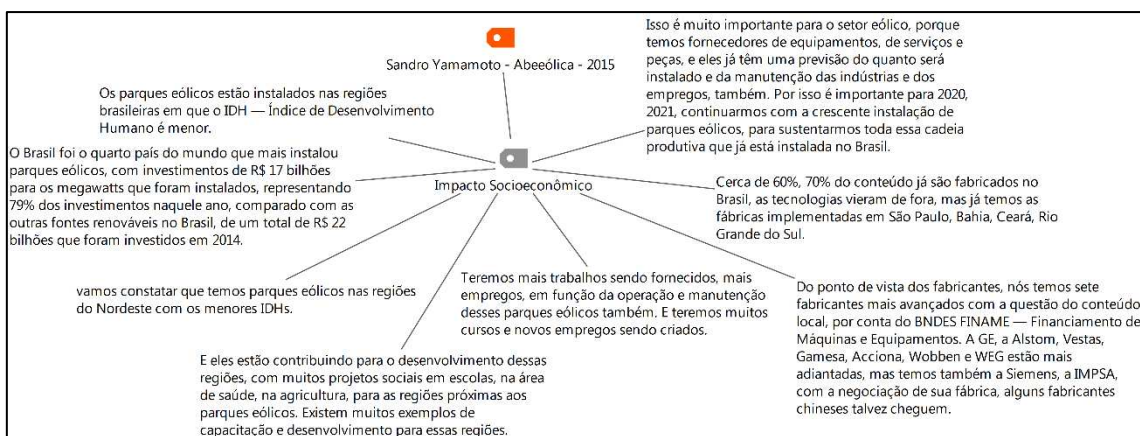 Sandro Yamamoto - Abeeólica - 2015
Isso é muito importante para o setor eólico, porque
temos fornecedores de equipamentos, de serviços e
peças, e eles já têm uma previsão do quanto será
instalado e da manutenção das indústrias e dos
empregos, também. Por isso é importante para 2020,
2021, continuarmos com a crescente instalação de
parques eólicos, para sustentarmos toda essa cadeia
produtiva que já está instalada no Brasil.
Os parques eólicos estão instalados nas regiões
brasileiras em que o IDH — Índice de Desenvolvimento
Humano é menor.
O Brasil foi o quarto país do mundo que mais instalou
parques eólicos, com investimentos de R$ 17 bilhões
para os megawatts que foram instalados, representando
79% dos investimentos naquele ano, comparado com as
outras fontes renováveis no Brasil, de um total de R$ 22
bilhões que foram investidos em 2014.
Impacto Socioeconômico
Cerca de 60%, 70% do conteúdo já são fabricados no
Brasil, as tecnologias vieram de fora, mas já temos as
fábricas implementadas em São Paulo, Bahia, Ceará, Rio
Grande do Sul.
vamos constatar que temos parques eólicos nas regiões
do Nordeste com os menores IDHs.
Teremos mais trabalhos sendo fornecidos, mais
empregos, em função da operação e manutenção
desses parques eólicos também. E teremos muitos
cursos e novos empregos sendo criados.
Do ponto de vista dos fabricantes, nós temos sete
fabricantes mais avançados com a questão do conteúdo
local, por conta do BNDES FINAME — Financiamento de
Máquinas e Equipamentos. A GE, a Alstom, Vestas,
Gamesa, Acciona, Wobben e WEG estão mais
adiantadas, mas temos também a Siemens, a IMPSA,
com a negociação de sua fábrica, alguns fabricantes
chineses talvez cheguem.
E eles estão contribuindo para o desenvolvimento dessas
regiões, com muitos projetos sociais em escolas, na área
de saúde, na agricultura, para as regiões próximas aos
parques eólicos. Existem muitos exemplos de
capacitação e desenvolvimento para essas regiões.